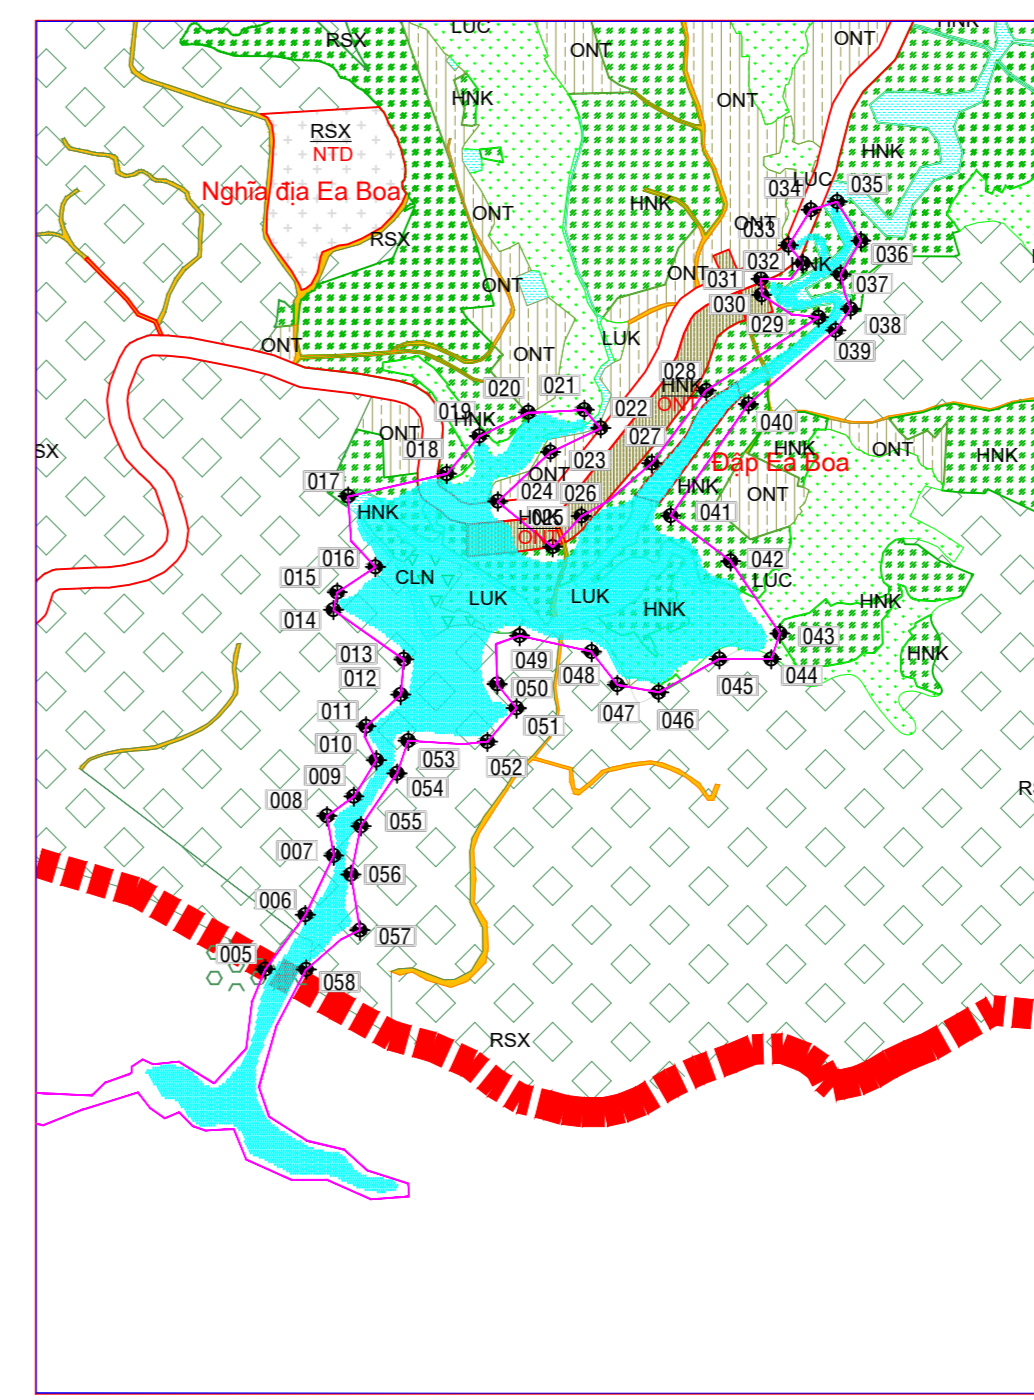 HNK
LUC
RSX
ONT
ONT
HNK
ONT
RSX
NTD
HNK
LUC
034
035
Nghĩa địa Ea Boa
HNK
ONT
ONT
033
RSX
036
032
HNK
ONT
031
037
ONT
030
029
038
LUK
039
ONT
ONT
028
HNK
ONT
020
021
040
019
HNK
022
ONT
027
HNK
ONT
HNK
SX
018
023
Đập Ea Boa
ONT
017
024
026
HNK
ONT
HNK
HNK
025
041
ONT
016
042
015
CLN
LUC
LUK
LUK
HNK
HNK
014
043
013
049
HNK
048
045
044
012
050
047
046
011
051
010
053
052
054
009
R
008
055
007
056
006
057
005
058
RSX